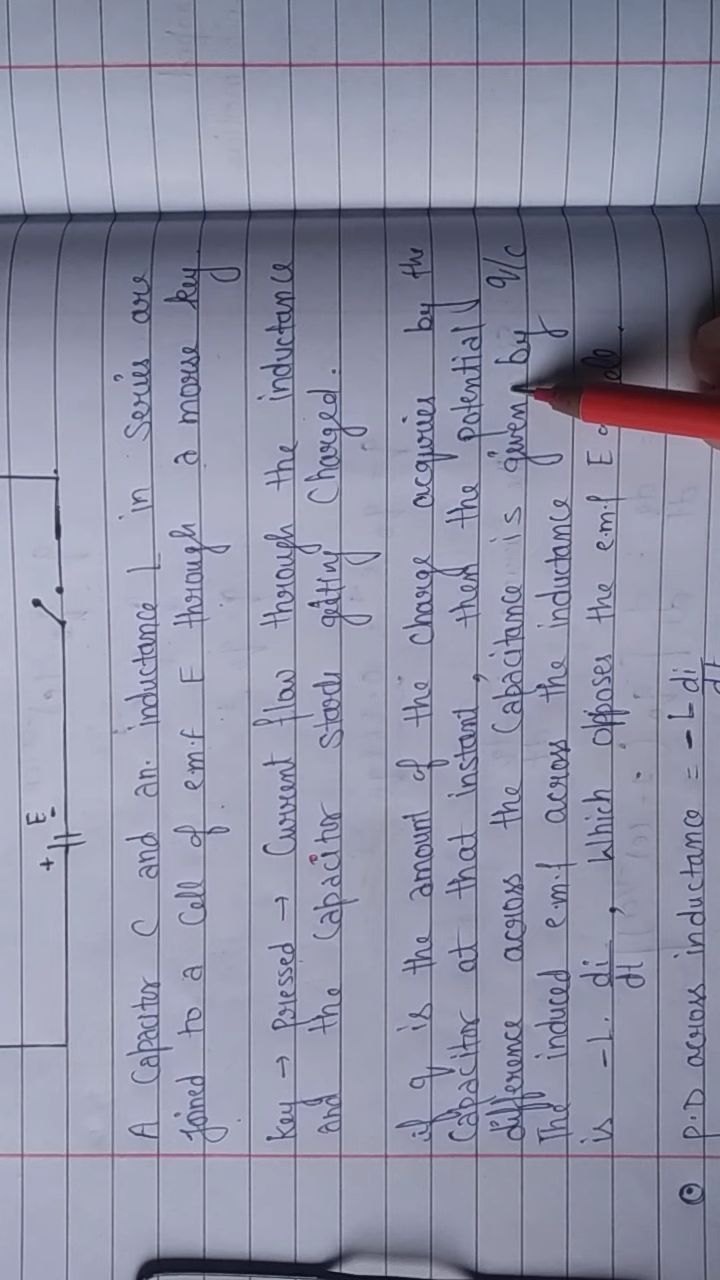 + E -
A Capacitor C and an inductance L in series are
joined to a cell of e.m.f E through a morse key.
key → pressed → Current flow through the inductance
and the capacitor starts getting charged.
if q is the amount of the charge acquires by the
Capacitor at that instant, then the potential
difference across the Capacitance is given by q/c
The induced e.m.f across the inductance
is -L. di/dt, which opposes the e.m.f E
P.D across inductance = -L di/dt